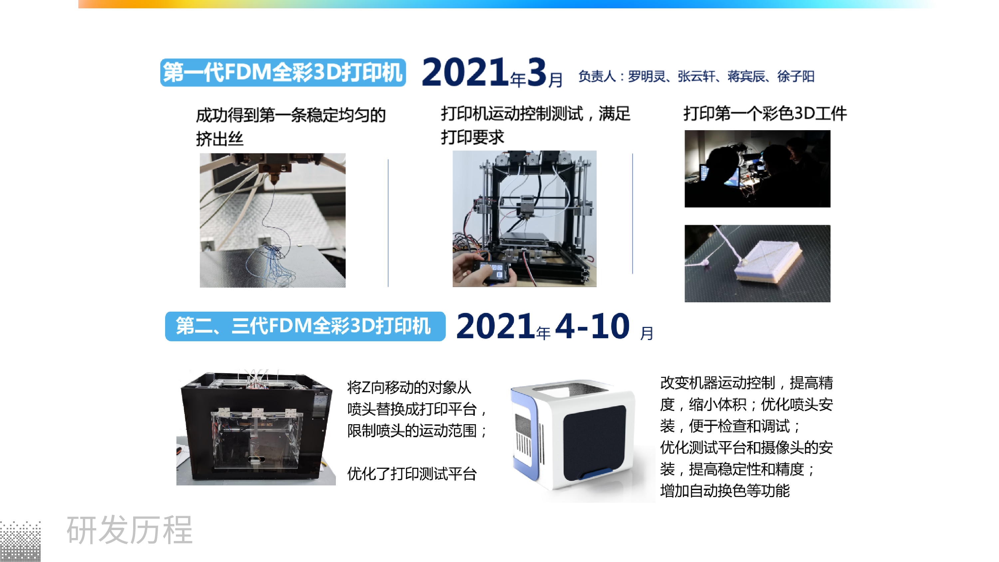 第一代FDM全彩3D打印机
2021年3月
负责人：罗明灵、张云轩、蒋宾辰、徐子阳
成功得到第一条稳定均匀的
挤出丝
打印机运动控制测试，满足
打印要求
打印第一个彩色3D工件
第二、三代FDM全彩3D打印机
2021年4-10 月
将Z向移动的对象从
喷头替换成打印平台，
限制喷头的运动范围；
优化了打印测试平台
改变机器运动控制，提高精
度，缩小体积；优化喷头安
装，便于检查和调试；
优化测试平台和摄像头的安
装，提高稳定性和精度；
增加自动换色等功能
研发历程